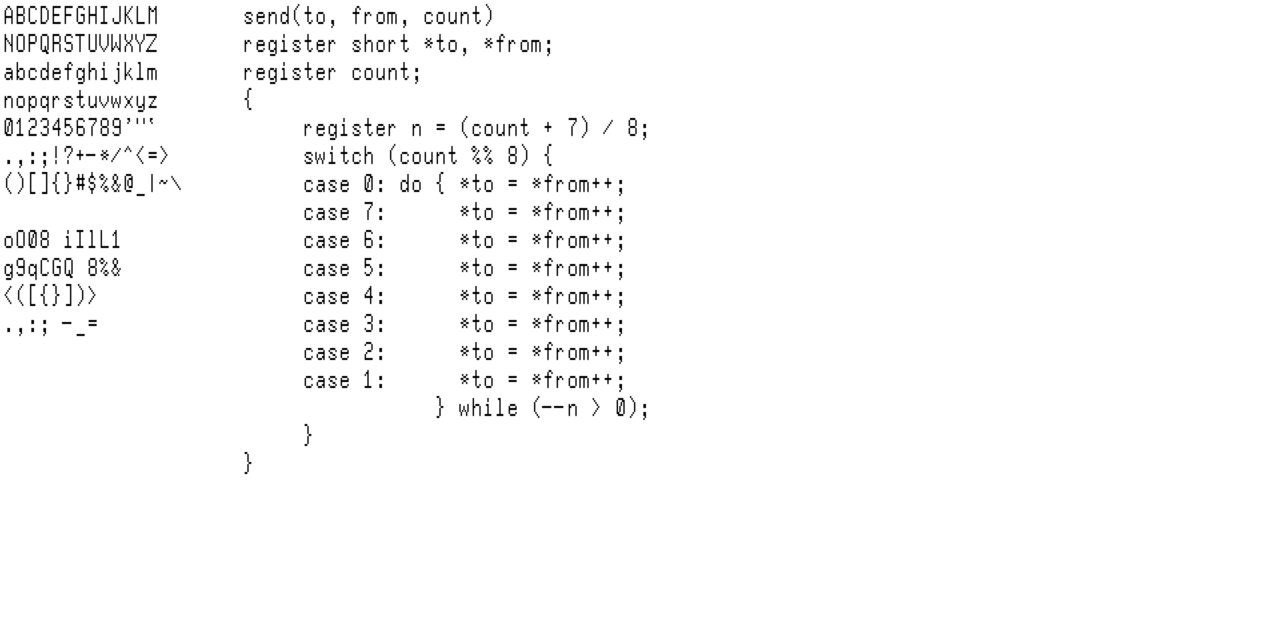 ABCDEFGHIJKLM        send(to, from, count)
NOPQRSTUVWXYZ        register short *to, *from;
abcdefghijklm        register count;
nopqrstuvwxyz        {
0123456789'"`             register n = (count + 7) / 8;
.,:;!?+-*/^<=>            switch (count %% 8) {
()[]{}#$%&@_|~\           case 0: do { *to = *from++;
                          case 7:      *to = *from++;
oO08 iIlL1                case 6:      *to = *from++;
g9qCGQ 8%&                case 5:      *to = *from++;
<([{}])>                  case 4:      *to = *from++;
.,:; -_=                  case 3:      *to = *from++;
                          case 2:      *to = *from++;
                          case 1:      *to = *from++;
                                     } while (--n > 0);
                          }
                     }